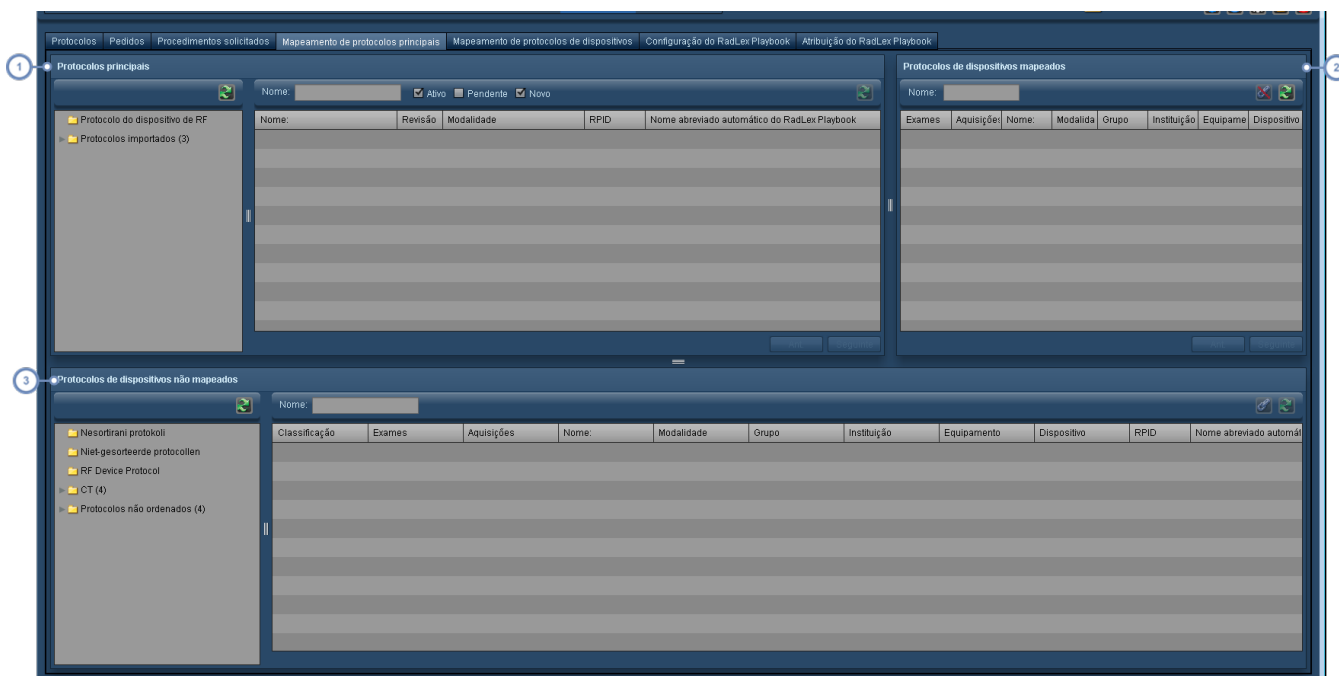 Protocolos Pedidos Procedimentos solicitados Mapeamento de protocolos principais Mapeamento de protocolos de dispositivos Configuração do RadLex Playbook Atribuição do RadLex Playbook
1 Protocolos principais
Protocolos de dispositivos mapeados 2
Nome: Ativo Pendente Novo
Nome:
Protocolo do dispositivo de RF
Protocolos importados (3)
Nome: Revisão Modalidade RPID Nome abreviado automático do RadLex Playbook
Exames Aquisições Nome: Modalida Grupo Instituição Equipame Dispositivo
3 Protocolos de dispositivos não mapeados
Nome:
Nesortirani protokoli
Niet-gesorteerde protocollen
RF Device Protocol
CT (4)
Protocolos não ordenados (4)
Classificação Exames Aquisições Nome: Modalidade Grupo Instituição Equipamento Dispositivo RPID Nome abreviado automát